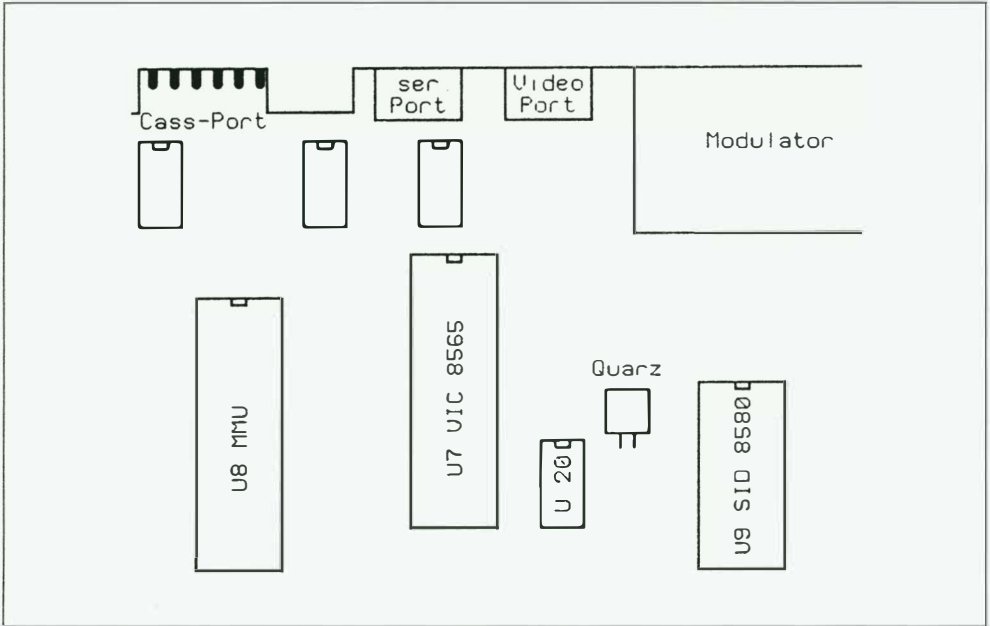 ser
Port
Video
Port
Cass-Port
Modulator
U8 MMU
U7 VIC 8565
Quarz
U 20
U9 SID 8580